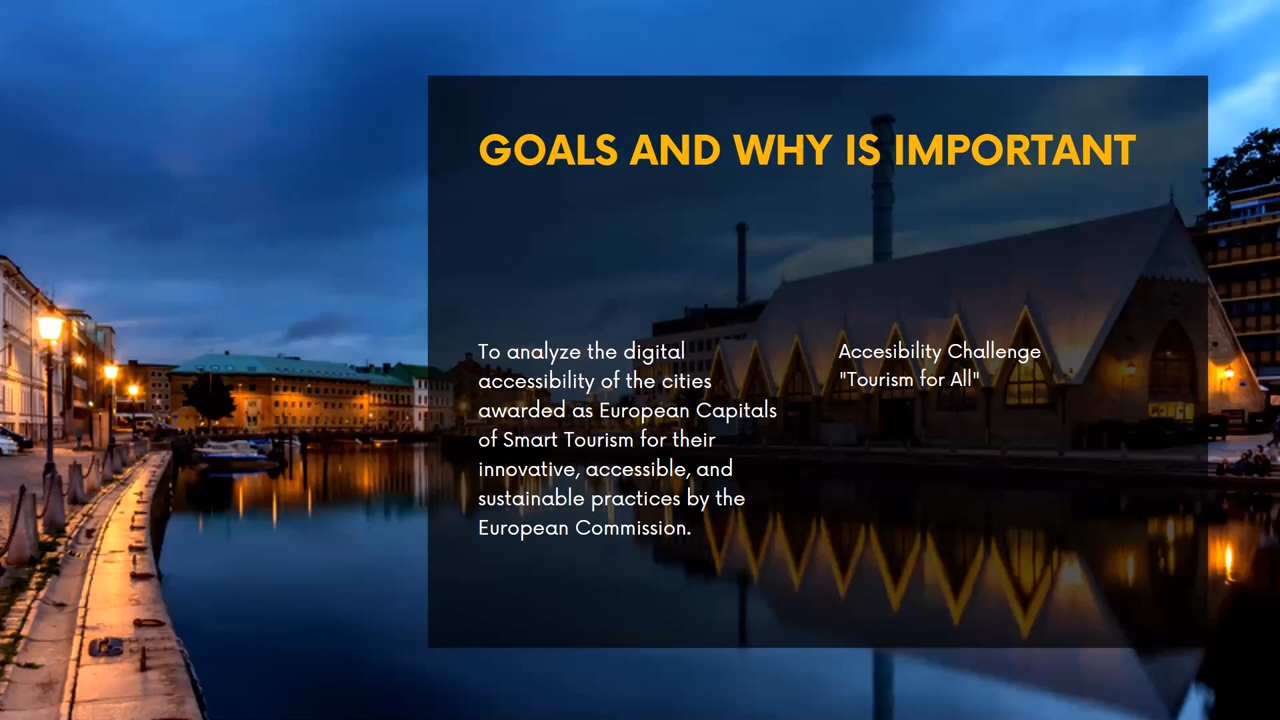 GOALS AND WHY IS IMPORTANT
To analyze the digital
accessibility of the cities
awarded as European Capitals
of Smart Tourism for their
innovative, accessible, and
sustainable practices by the
European Commission.
Accesibility Challenge
"Tourism for All"